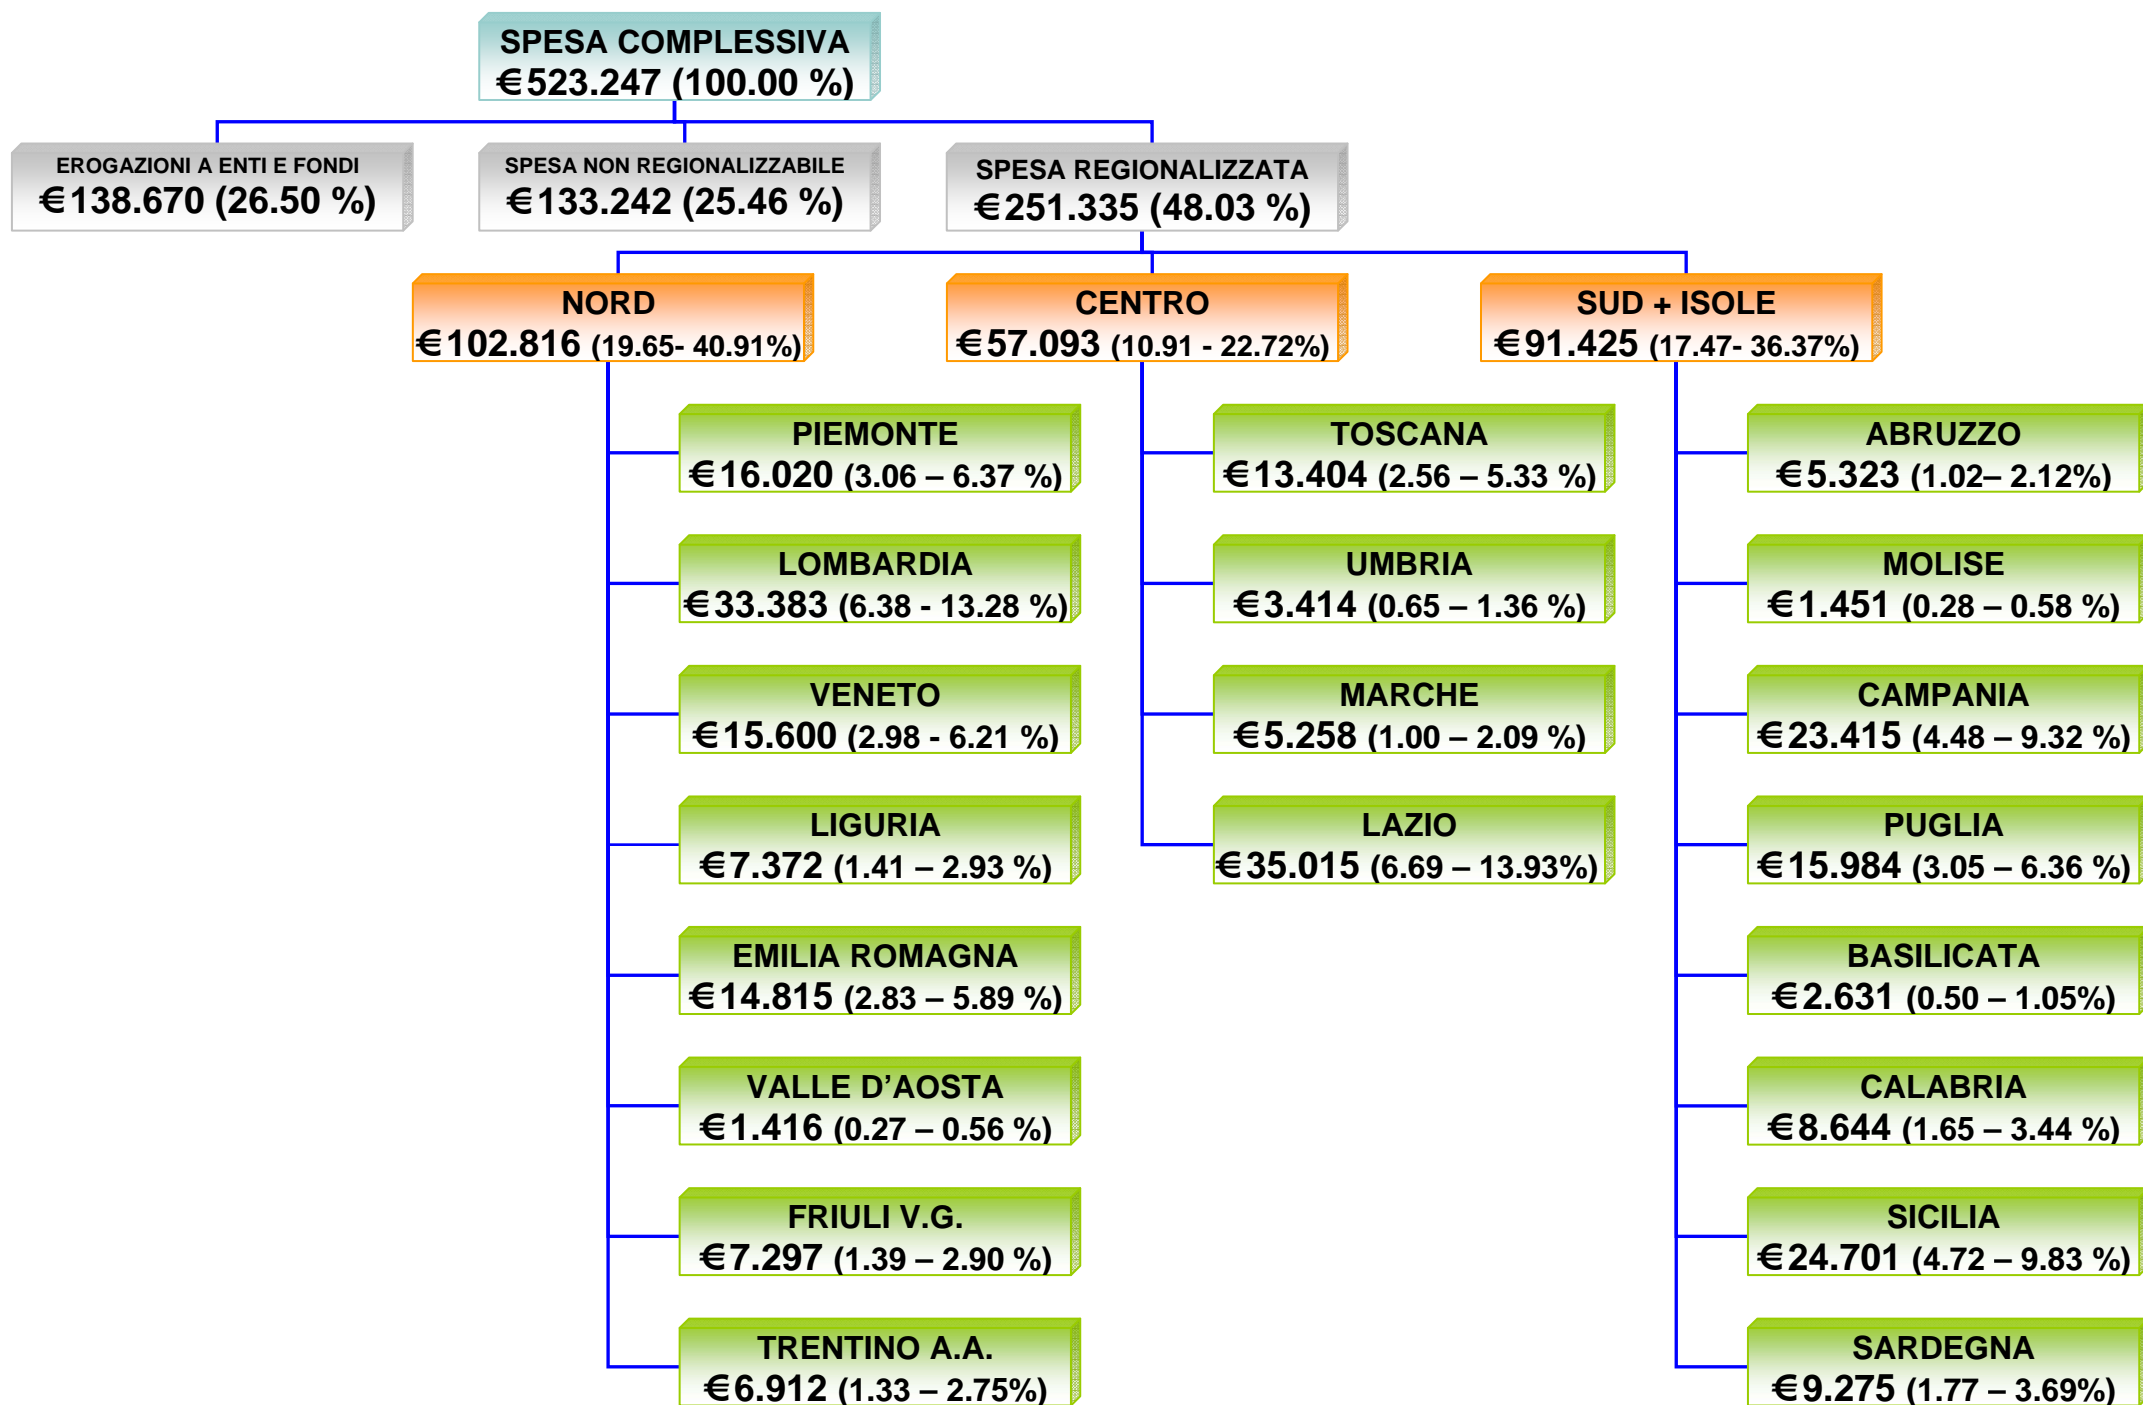 SPESA COMPLESSIVA
€523.247 (100.00 %)
EROGAZIONI A ENTI E FONDI
€138.670 (26.50 %)
SPESA NON REGIONALIZZABILE
€133.242 (25.46 %)
SPESA REGIONALIZZATA
€251.335 (48.03 %)
NORD
€102.816 (19.65- 40.91%)
CENTRO
€57.093 (10.91 - 22.72%)
SUD + ISOLE
€91.425 (17.47- 36.37%)
PIEMONTE
€16.020 (3.06 – 6.37 %)
LOMBARDIA
€33.383 (6.38 - 13.28 %)
VENETO
€15.600 (2.98 - 6.21 %)
LIGURIA
€7.372 (1.41 – 2.93 %)
EMILIA ROMAGNA
€14.815 (2.83 – 5.89 %)
VALLE D’AOSTA
€1.416 (0.27 – 0.56 %)
FRIULI V.G.
€7.297 (1.39 – 2.90 %)
TRENTINO A.A.
€6.912 (1.33 – 2.75%)
TOSCANA
€13.404 (2.56 – 5.33 %)
UMBRIA
€3.414 (0.65 – 1.36 %)
MARCHE
€5.258 (1.00 – 2.09 %)
LAZIO
€35.015 (6.69 – 13.93%)
ABRUZZO
€5.323 (1.02– 2.12%)
MOLISE
€1.451 (0.28 – 0.58 %)
CAMPANIA
€23.415 (4.48 – 9.32 %)
PUGLIA
€15.984 (3.05 – 6.36 %)
BASILICATA
€2.631 (0.50 – 1.05%)
CALABRIA
€8.644 (1.65 – 3.44 %)
SICILIA
€24.701 (4.72 – 9.83 %)
SARDEGNA
€9.275 (1.77 – 3.69%)